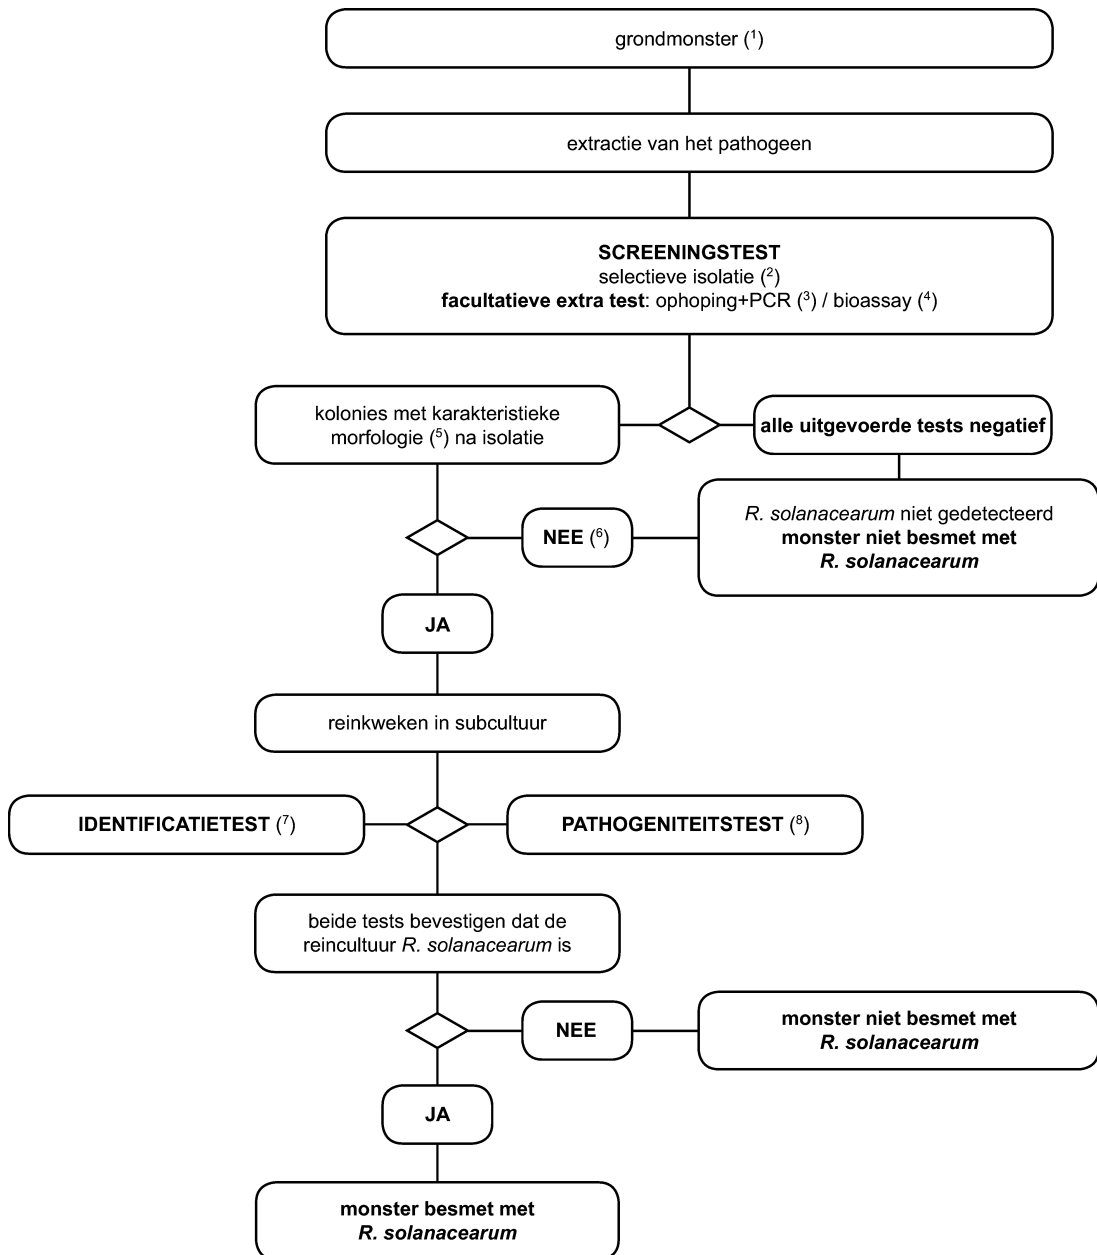 grondmonster (¹)
extractie van het pathogeen
SCREENINGSTEST
selectieve isolatie (²)
facultatieve extra test: ophoping+PCR (³) / bioassay (⁴)
kolonies met karakteristieke
morfologie (⁵) na isolatie
alle uitgevoerde tests negatief
R. solanacearum niet gedetecteerd
monster niet besmet met
R. solanacearum
NEE (⁶)
JA
reinkweken in subcultuur
IDENTIFICATIETEST (⁷)
PATHOGENITEITSTEST (⁸)
beide tests bevestigen dat de
reincultuur R. solanacearum is
NEE
monster niet besmet met
R. solanacearum
JA
monster besmet met
R. solanacearum